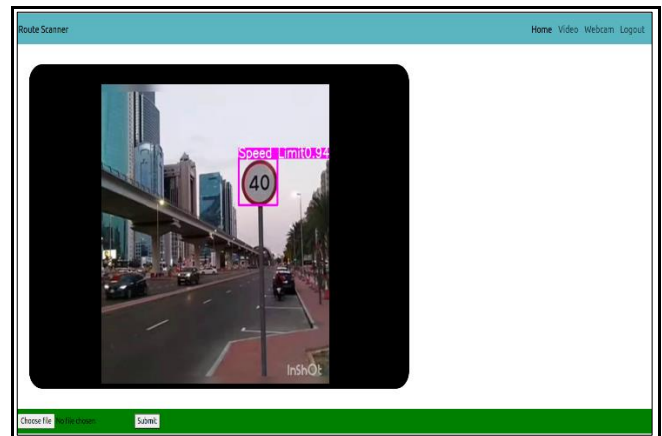 Route Scanner
Home Video Webcam Logout
Speed Limit0.94
40
InShOt
Choose file No file chosen Submit